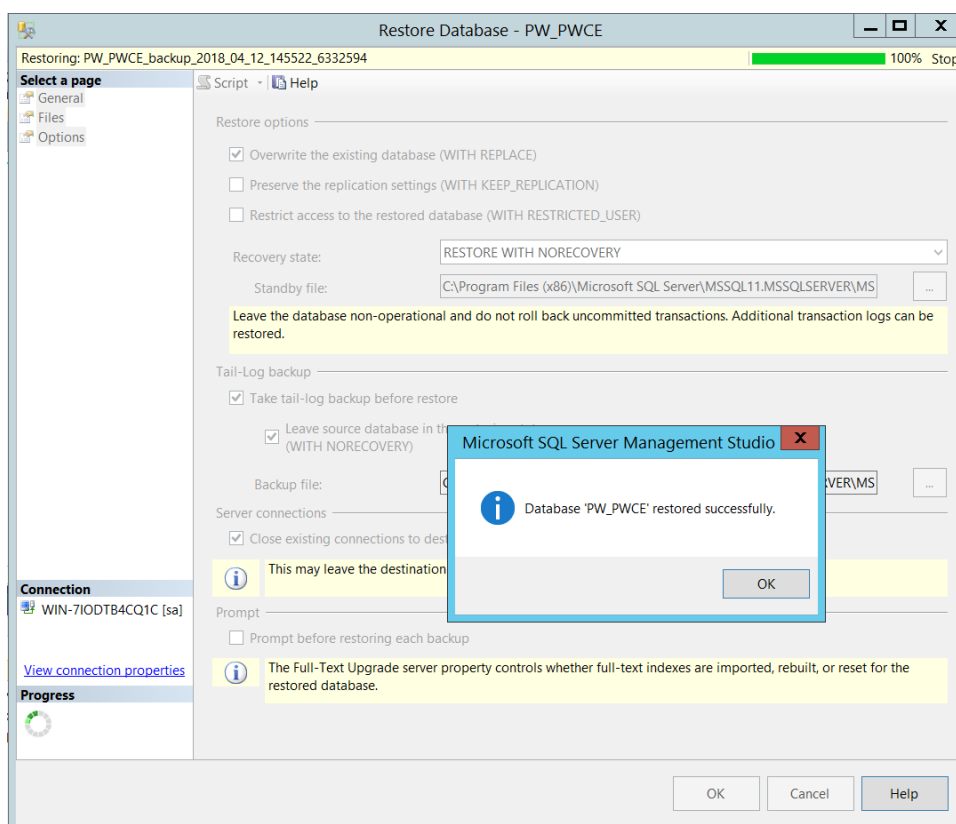 Restore Database - PW_PWCE
Restoring: PW_PWCE_backup_2018_04_12_145522_6332594
100% Stop
Select a page
General
Files
Options
Script
Help
Restore options
Overwrite the existing database (WITH REPLACE)
Preserve the replication settings (WITH KEEP_REPLICATION)
Restrict access to the restored database (WITH RESTRICTED_USER)
Recovery state:
RESTORE WITH NORECOVERY
Standby file:
C:\Program Files (x86)\Microsoft SQL Server\MSSQL11.MSSQLSERVER\MS
...
Leave the database non-operational and do not roll back uncommitted transactions. Additional transaction logs can be
restored.
Tail-Log backup
Take tail-log backup before restore
Leave source database in
(WITH NORECOVERY)
Backup file:
VER\MS
...
Server connections
Close existing connections to
This may leave the destination
Prompt
Prompt before restoring each backup
The Full-Text Upgrade server property controls whether full-text indexes are imported, rebuilt, or reset for the
restored database.
Microsoft SQL Server Management Studio
X
Database 'PW_PWCE' restored successfully.
OK
Connection
WIN-7IODTB4CQ1C [sa]
View connection properties
Progress
OK
Cancel
Help